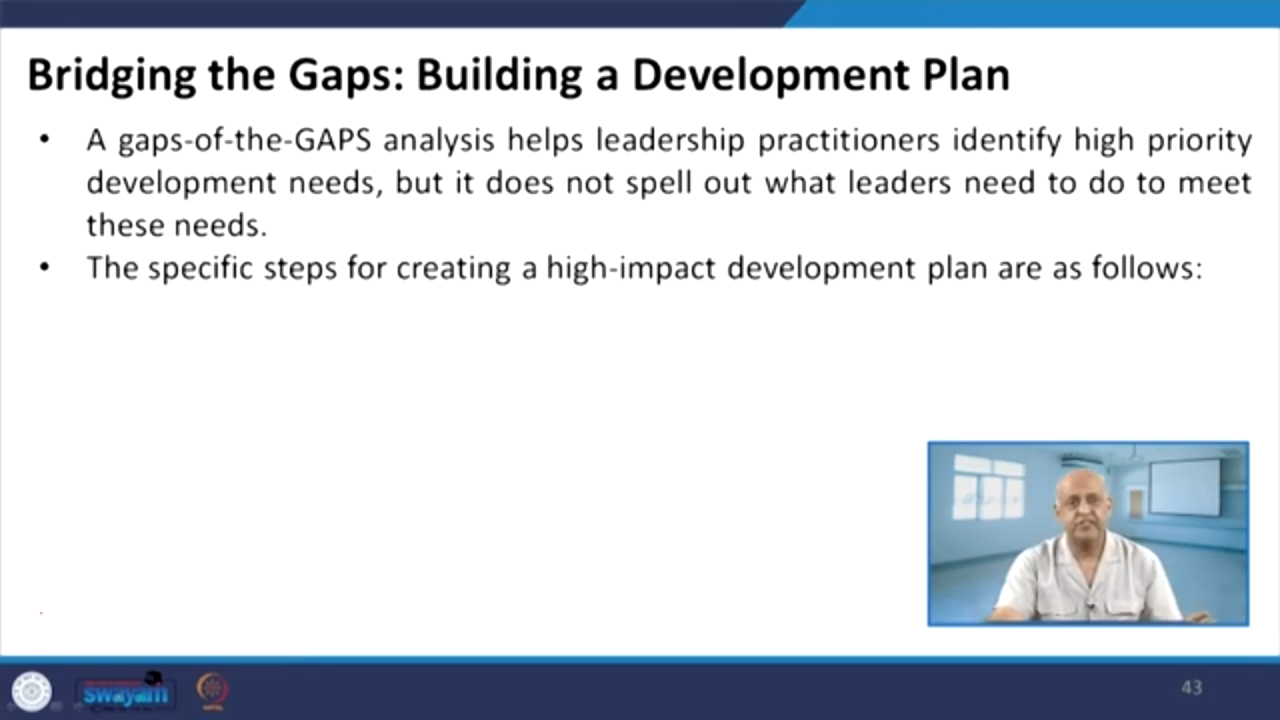 Bridging the Gaps: Building a Development Plan
• A gaps-of-the-GAPS analysis helps leadership practitioners identify high priority
development needs, but it does not spell out what leaders need to do to meet
these needs.
• The specific steps for creating a high-impact development plan are as follows:
swayam
43